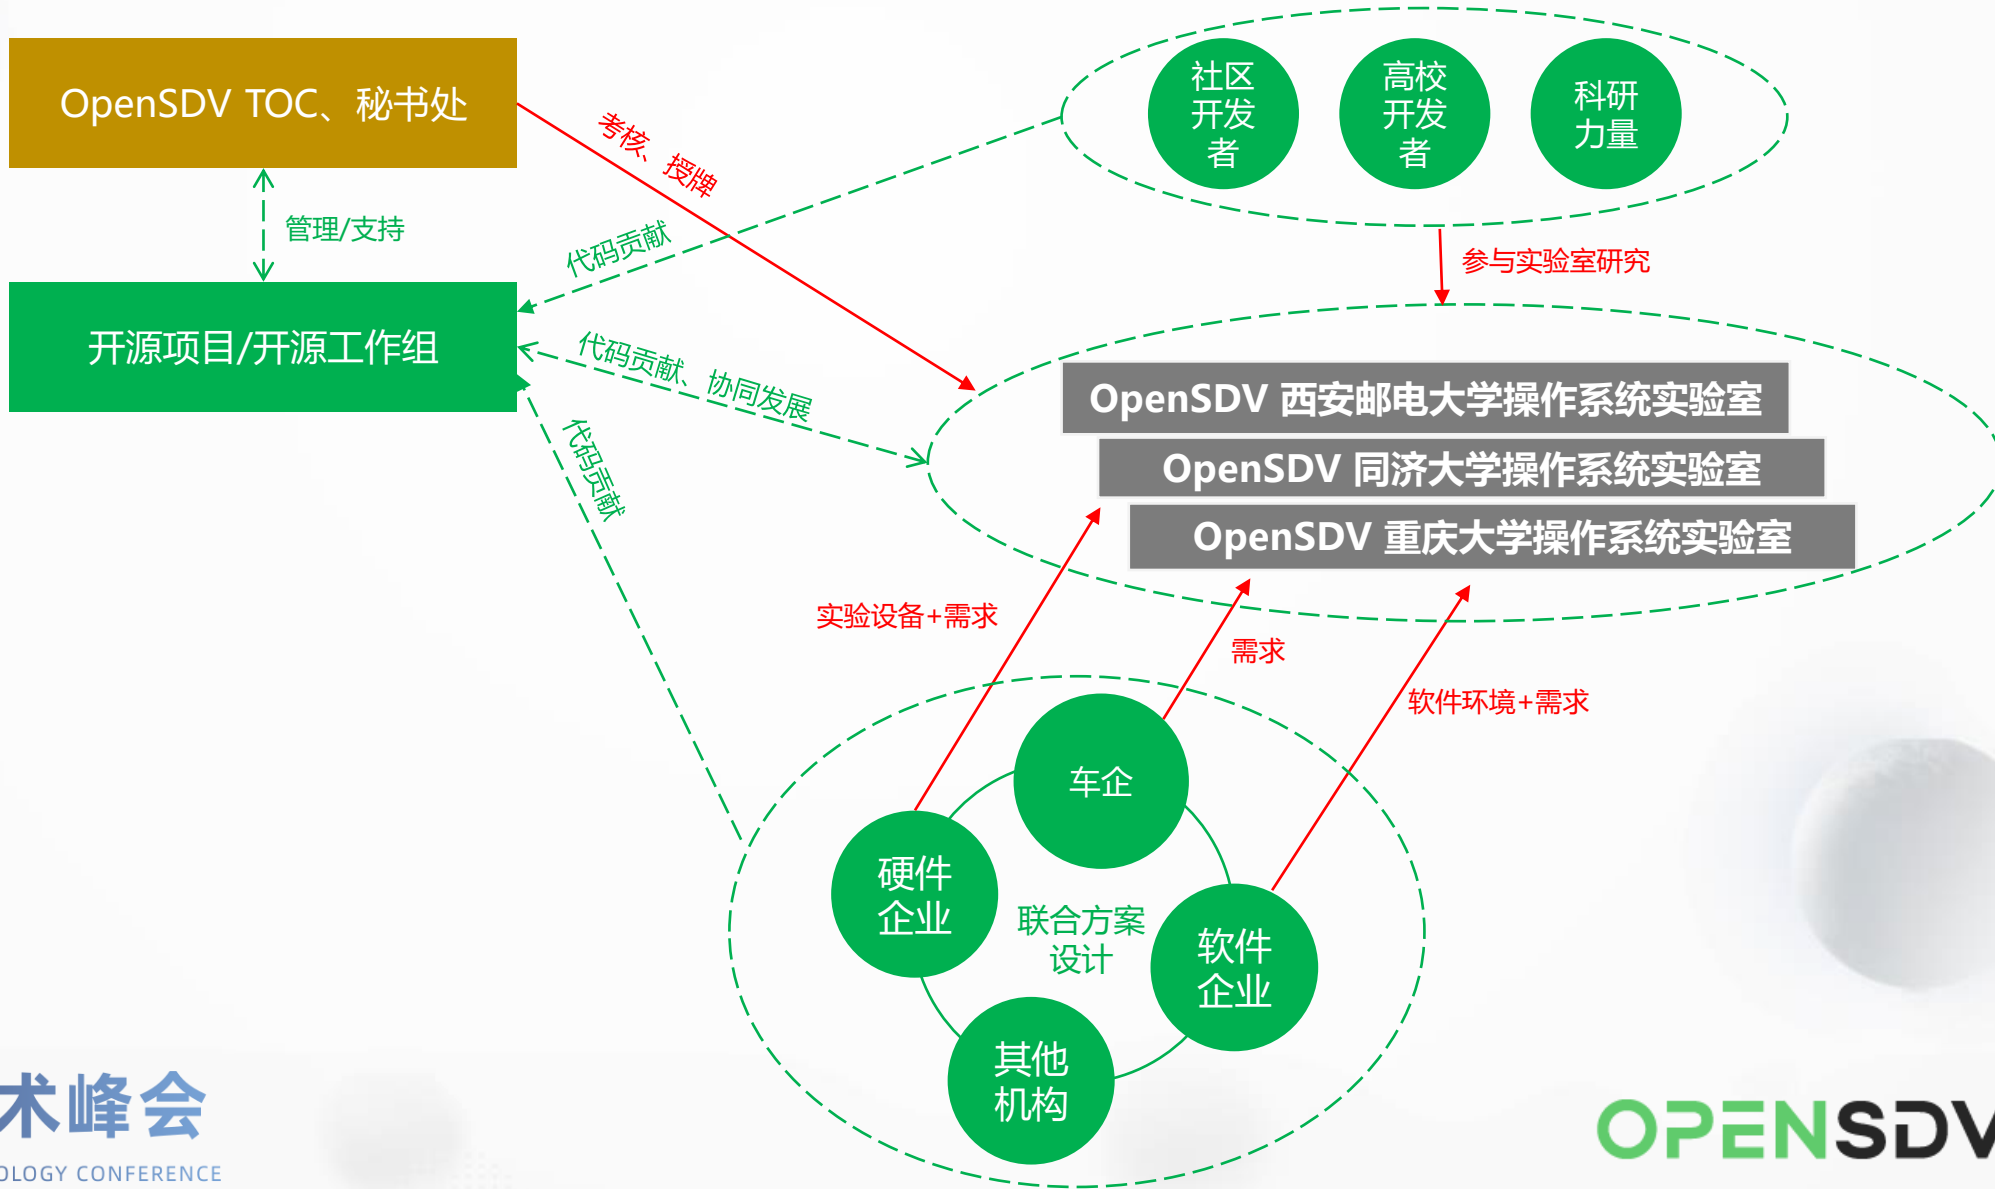 OpenSDV TOC、秘书处
社区
开发
者
高校
开发
者
科研
力量
考核、授牌
管理/支持
代码贡献
参与实验室研究
开源项目/开源工作组
代码贡献、协同发展
OpenSDV 西安邮电大学操作系统实验室
OpenSDV 同济大学操作系统实验室
OpenSDV 重庆大学操作系统实验室
代码贡献
实验设备+需求
需求
软件环境+需求
车企
硬件
企业
联合方案
设计
软件
企业
其他
机构
术峰会
OLOGY CONFERENCE
OPENSDV